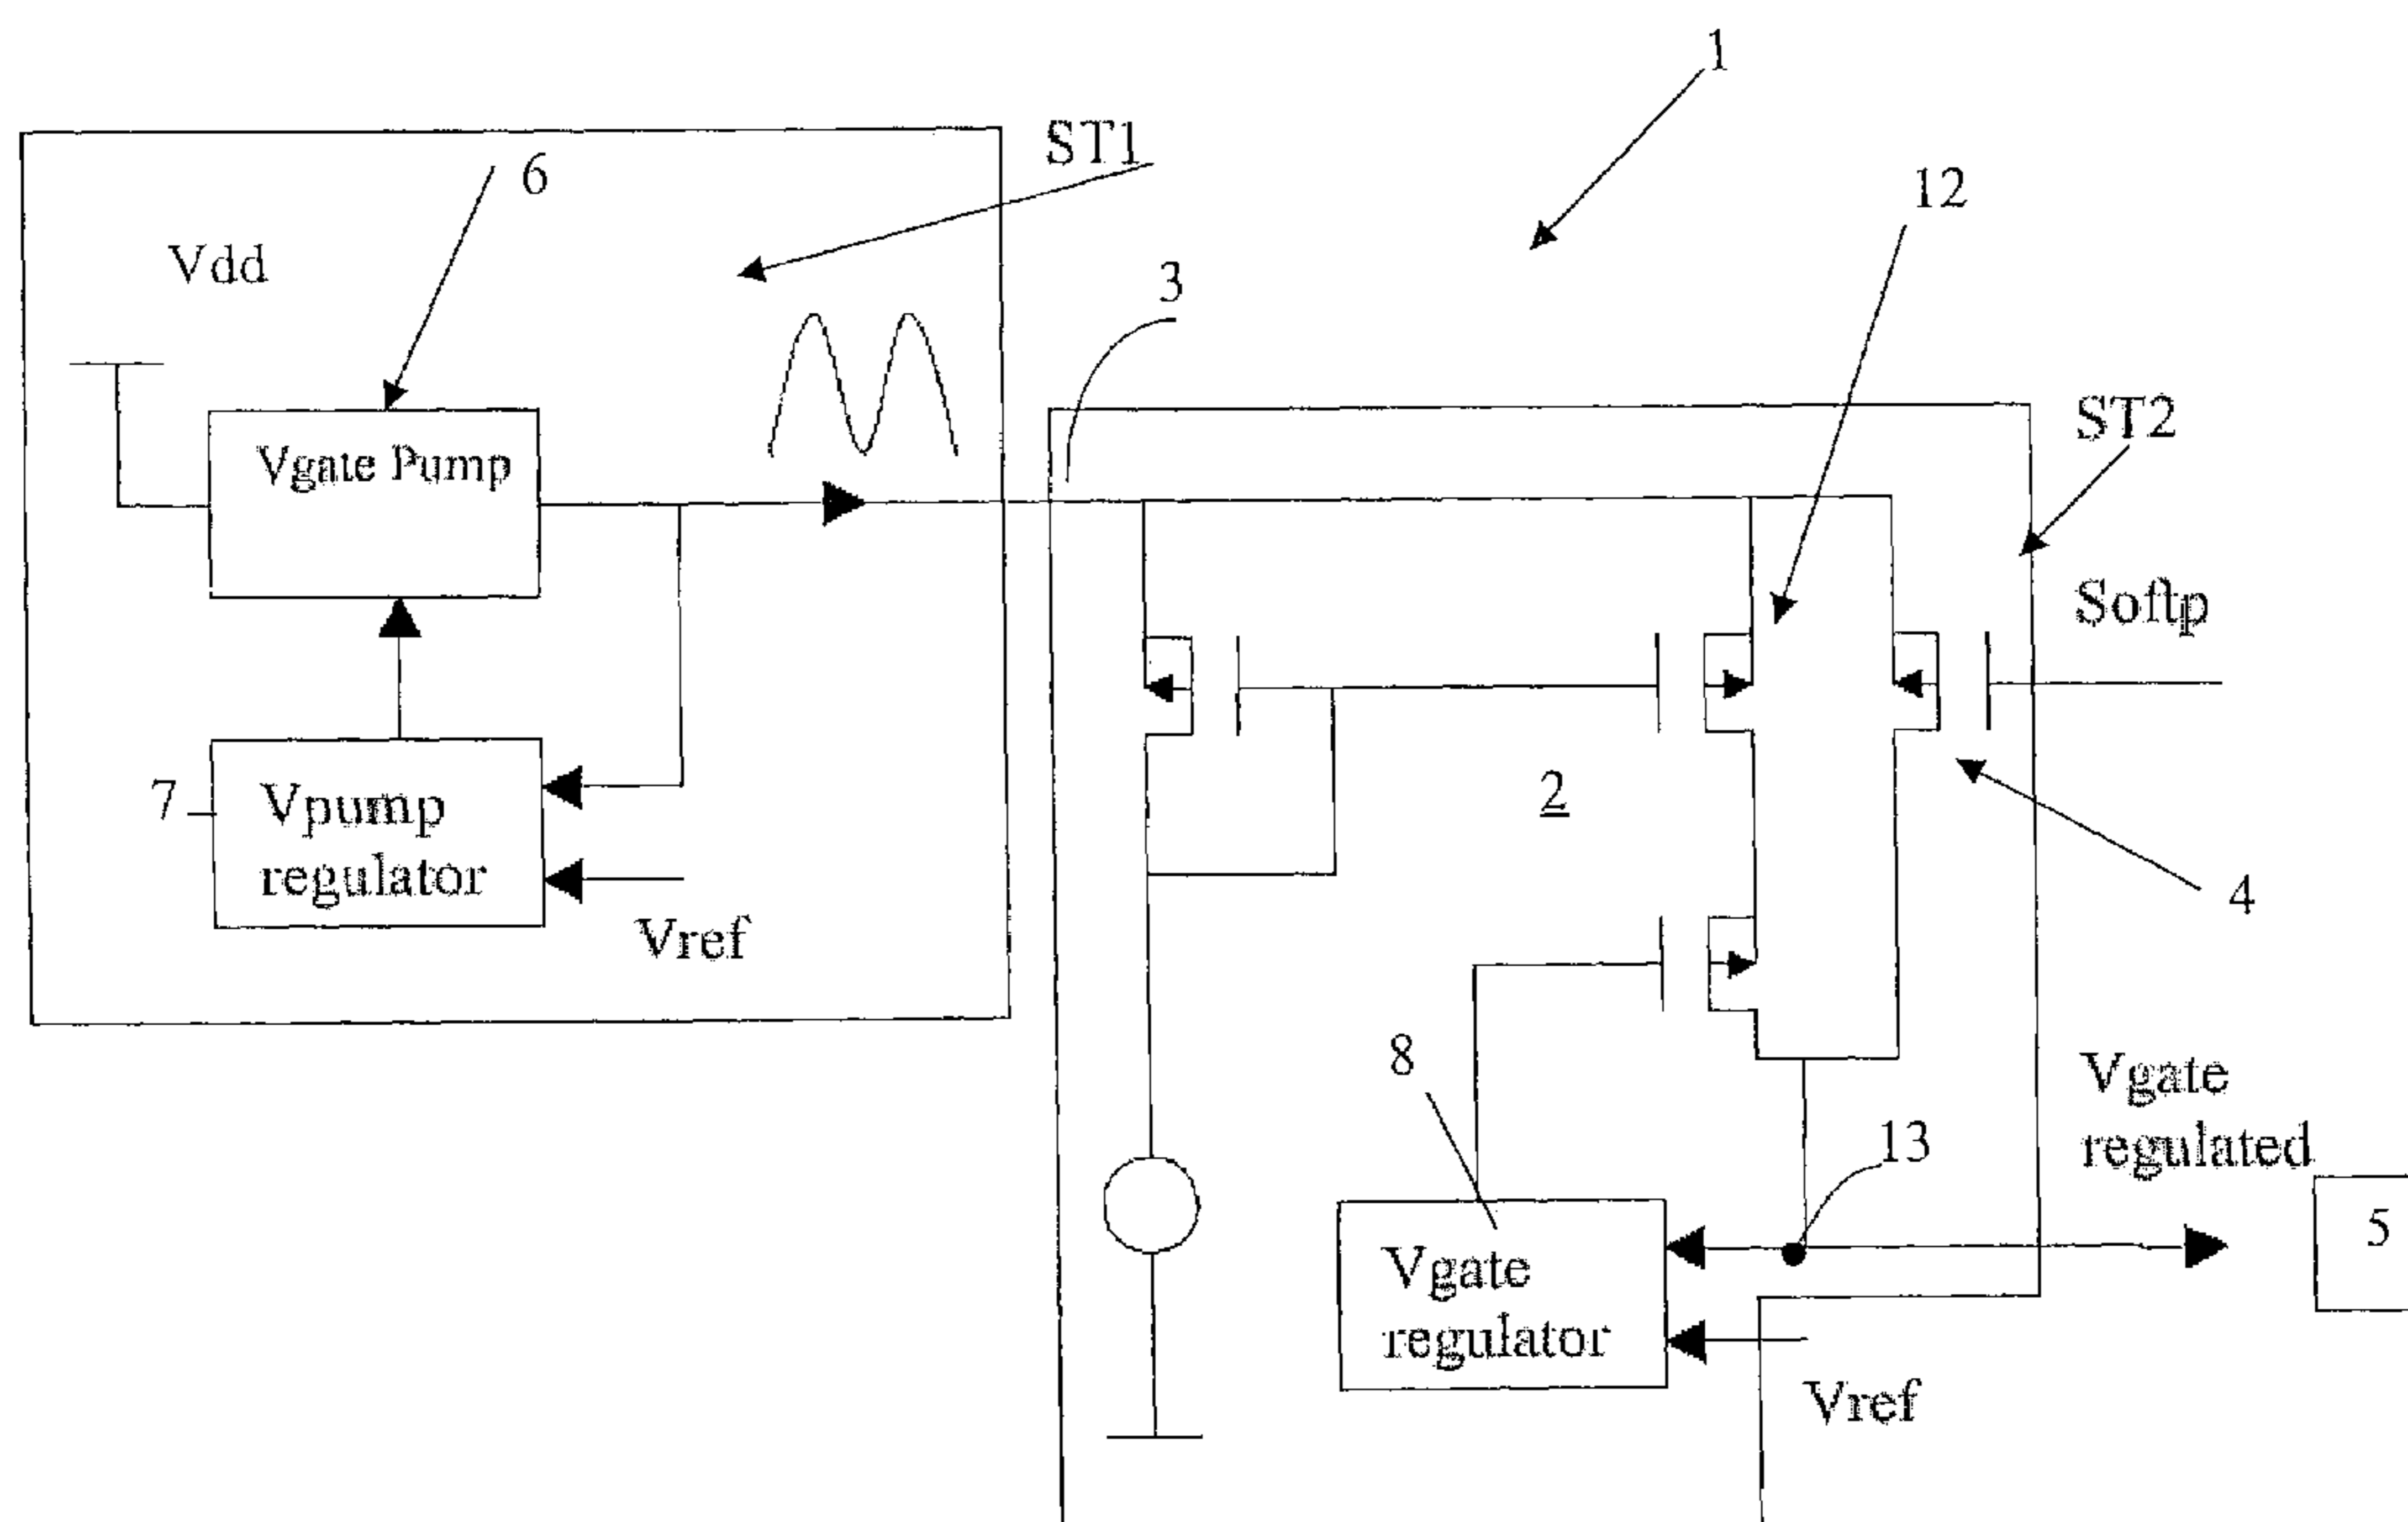 1
ST1
6
12
Vdd
3
ST2
Vgate Pump
Softp
7
Vpump
regulator
2
4
Vref
8
Vgate
regulated
13
5
Vgate
regulator
Vref